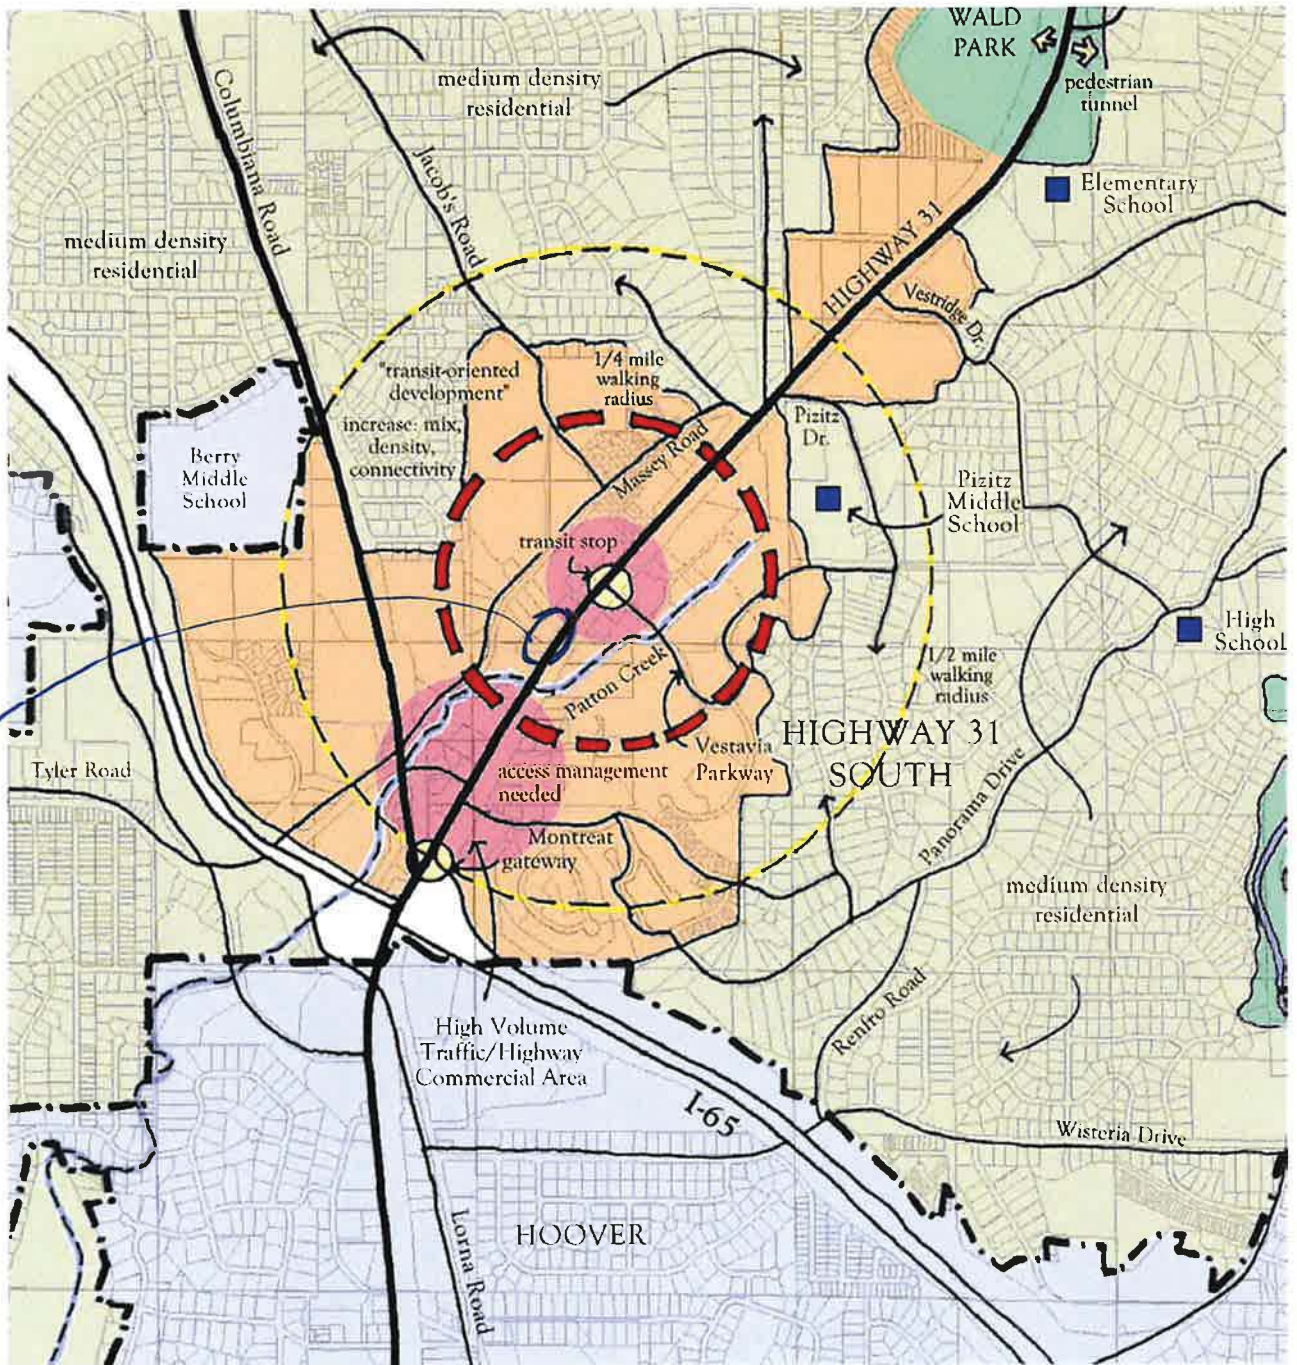 WALD
PARK
pedestrian
tunnel
medium density
residential
Columbiana Road
Jacob's Road
Elementary
School
medium density
residential
HIGHWAY 31
Vestridge Dr.
"transit-oriented
development"
increase: mix,
density,
connectivity
1/4 mile
walking
radius
Pizitz
Dr.
Massey Road
Berry
Middle
School
Pizitz
Middle
School
transit stop
High
School
1/2 mile
walking
radius
Patton Creek
HIGHWAY 31
SOUTH
Vestavia
Parkway
Tyler Road
access management
needed
Panorama Drive
Montreat
gateway
medium density
residential
Renfro Road
High Volume
Traffic/Highway
Commercial Area
I-65
Wisteria Drive
HOOVER
Lorna Road